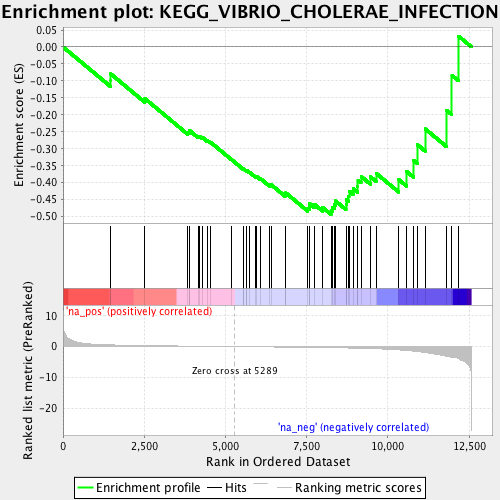 Enrichment plot: KEGG_VIBRIO_CHOLERAE_INFECTION
Enrichment score (ES)
0.05
0.00
-0.05
-0.10
-0.15
-0.20
-0.25
-0.30
-0.35
-0.40
-0.45
-0.50
'na_pos' (positively correlated)
Ranked list metric (PreRanked)
10
0
-10
-20
Zero cross at 5289
'na_neg' (negatively correlated)
0
2,500
5,000
7,500
10,000
12,500
Rank in Ordered Dataset
Enrichment profile
Hits
Ranking metric scores